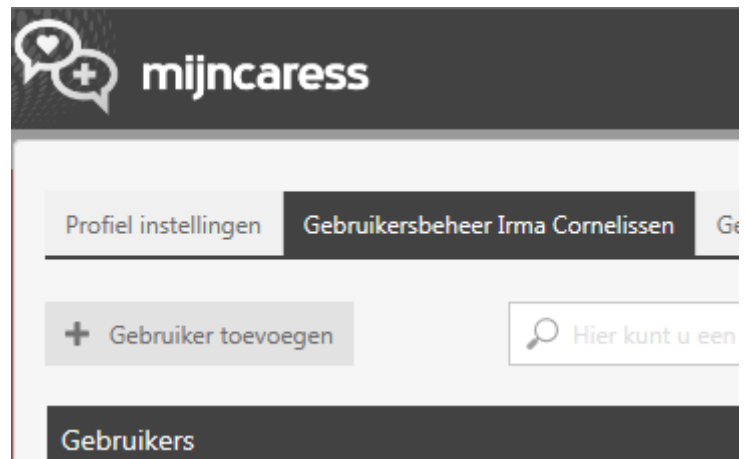 mijncaress
Profiel instellingen Gebruikersbeheer Irma Cornelissen
Gebruiker toevoegen Hier kunt u een
Gebruikers